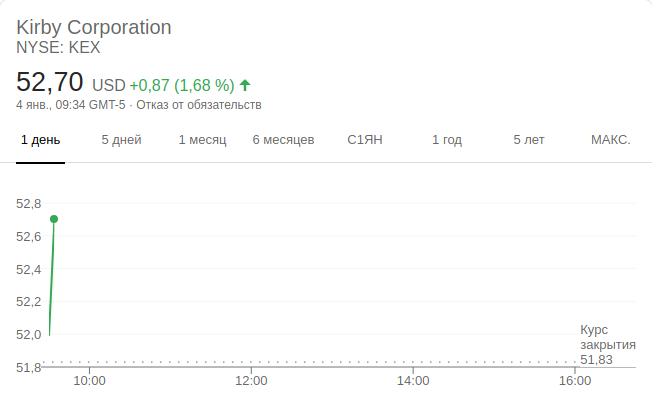 Kirby Corporation
NYSE: KEX
52,70 USD +0,87 (1,68 %)
4 янв., 09:34 GMT-5 · Отказ от обязательств
1 день 5 дней 1 месяц 6 месяцев С1ЯН 1 год 5 лет МАКС.
52,8
52,6
52,4
52,2
52,0
51,8
Курс
закрытия
51,83
10:00 12:00 14:00 16:00